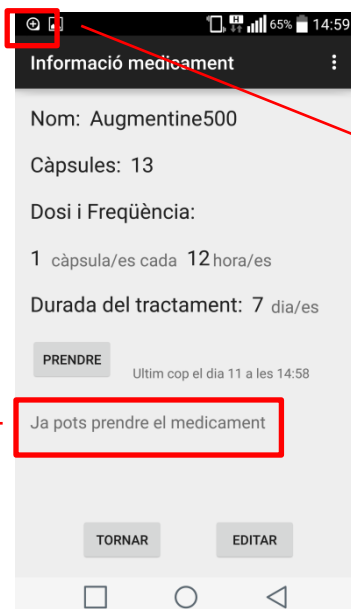 H 65% 14:59
Informació medicament
Nom: Augmentine500
Càpsules: 13
Dosi i Freqüència:
1 càpsula/es cada 12 hora/es
Durada del tractament: 7 dia/es
PRENDRE
Ultim cop el dia 11 a les 14:58
Ja pots prendre el medicament
TORNAR EDITAR